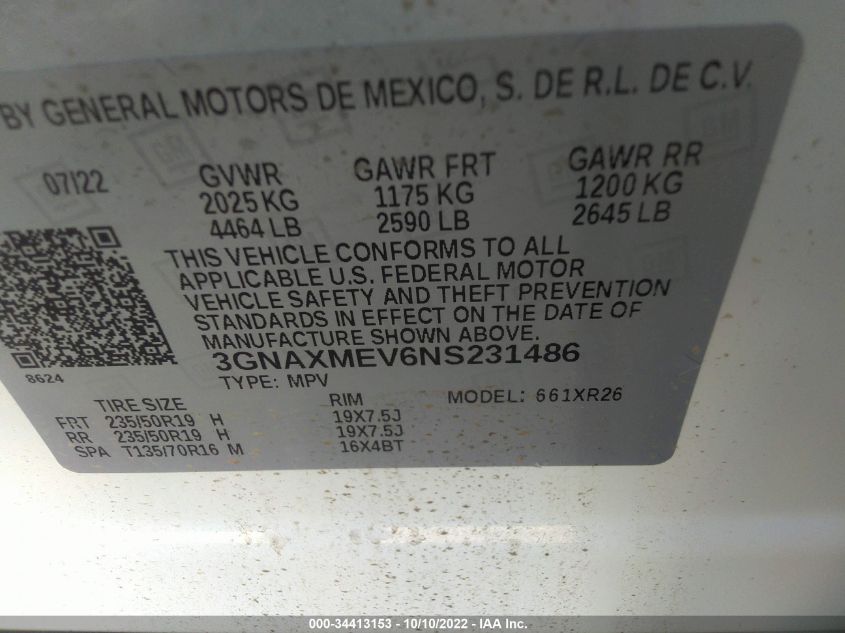 BY GENERAL MOTORS DE MEXICO, S. DE R.L. DE C.V.
07/22 GVWR GAWR FRT GAWR RR
2025 KG 1175 KG 1200 KG
4464 LB 2590 LB 2645 LB
THIS VEHICLE CONFORMS TO ALL
APPLICABLE U.S. FEDERAL MOTOR
VEHICLE SAFETY AND THEFT PREVENTION
STANDARDS IN EFFECT ON THE DATE OF
MANUFACTURE SHOWN ABOVE.
3GNAXMEV6NS231486
8624 TYPE: MPV
TIRE SIZE RIM MODEL: 661XR26
FRT 235/50R19 H 19X7.5J
RR 235/50R19 H 19X7.5J
SPA T135/70R16 M 16X4BT
GM
GM
000-34413153 - 10/10/2022 - IAA Inc.